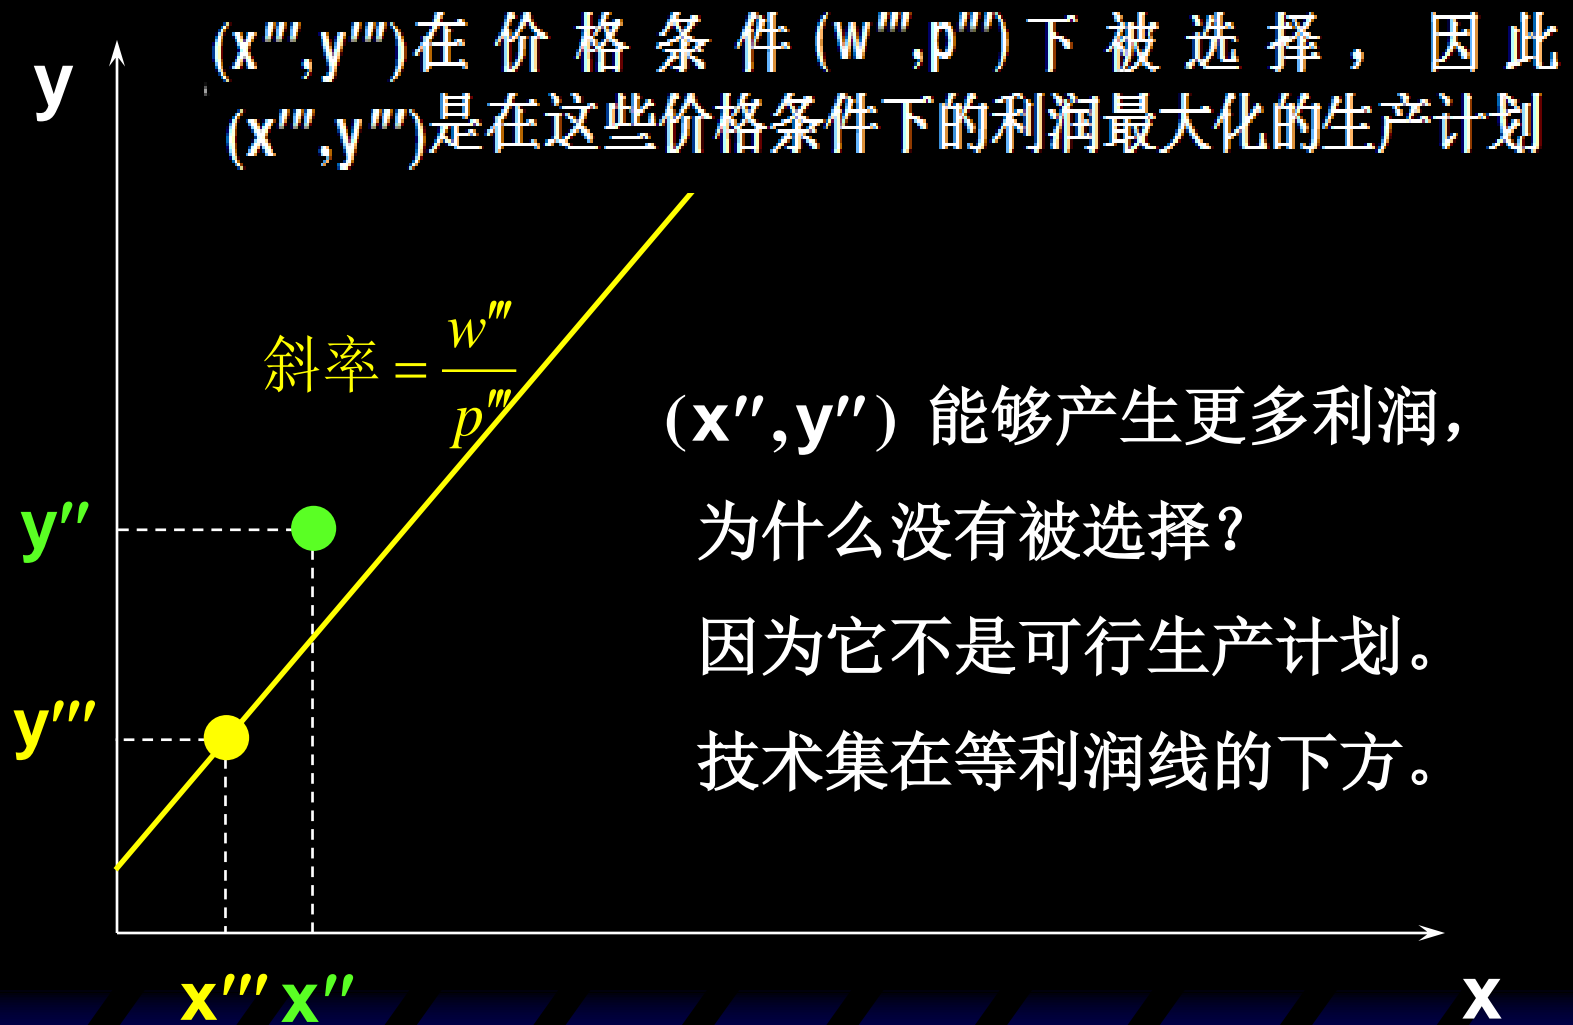 y
(x‴,y‴)在价格条件(w‴,p‴)下被选择，因此
(x‴,y‴)是在这些价格条件下的利润最大化的生产计划
斜率 = w‴
p‴
(x″,y″) 能够产生更多利润，
为什么没有被选择？
y″
因为它不是可行生产计划。
y‴
技术集在等利润线的下方。
x‴ x″
x